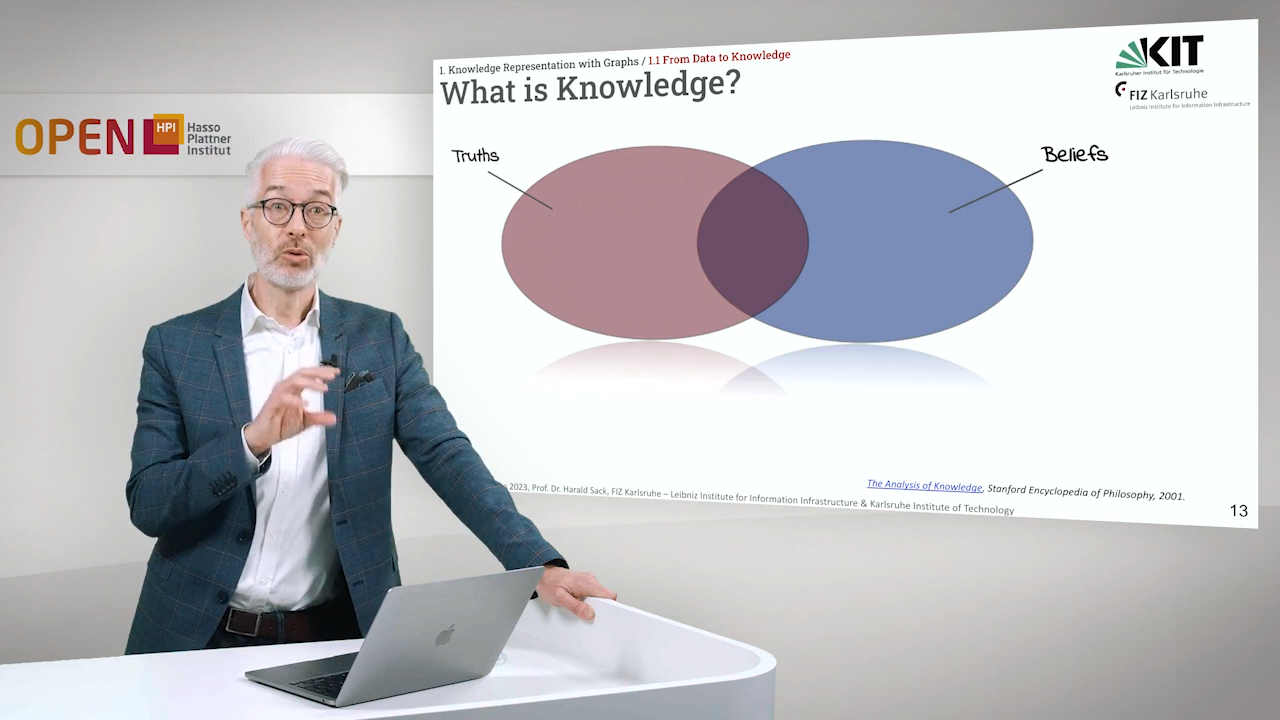 OPEN HPI Hasso
Plattner
Institut
1. Knowledge Representation with Graphs / 1.1 From Data to Knowledge
What is Knowledge?
KIT
Karlsruher Institut für Technologie
FIZ Karlsruhe
Leibniz Institute for Information Infrastructure
Truths
Beliefs
The Analysis of Knowledge, Stanford Encyclopedia of Philosophy, 2001.
2023, Prof. Dr. Harald Sack, FIZ Karlsruhe – Leibniz Institute for Information Infrastructure & Karlsruhe Institute of Technology
13